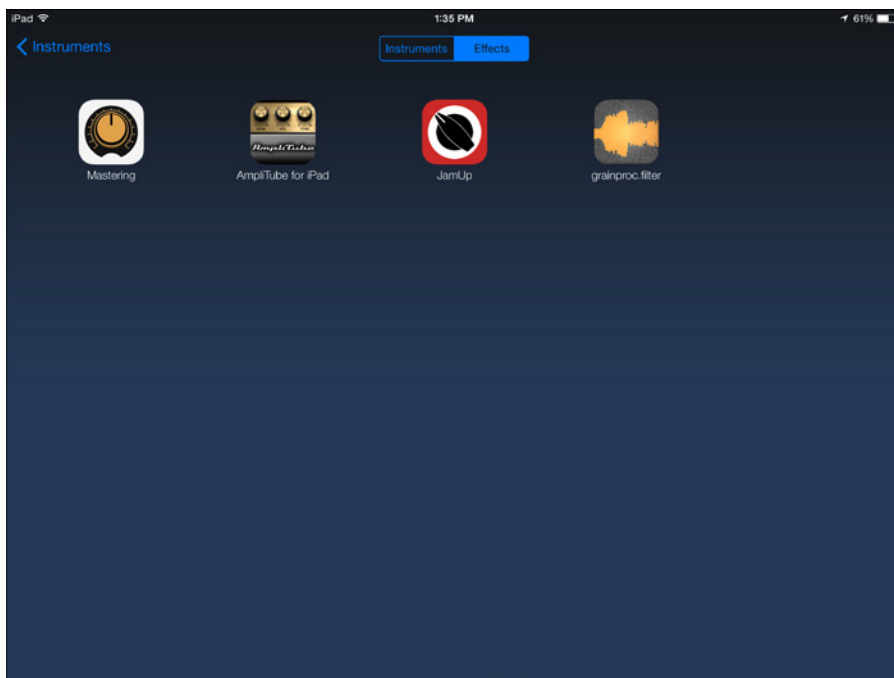 iPad 1:35 PM 61%
Instruments Instruments Effects
AmpliTube
Mastering AmpliTube for iPad JamUp grainproc.filter